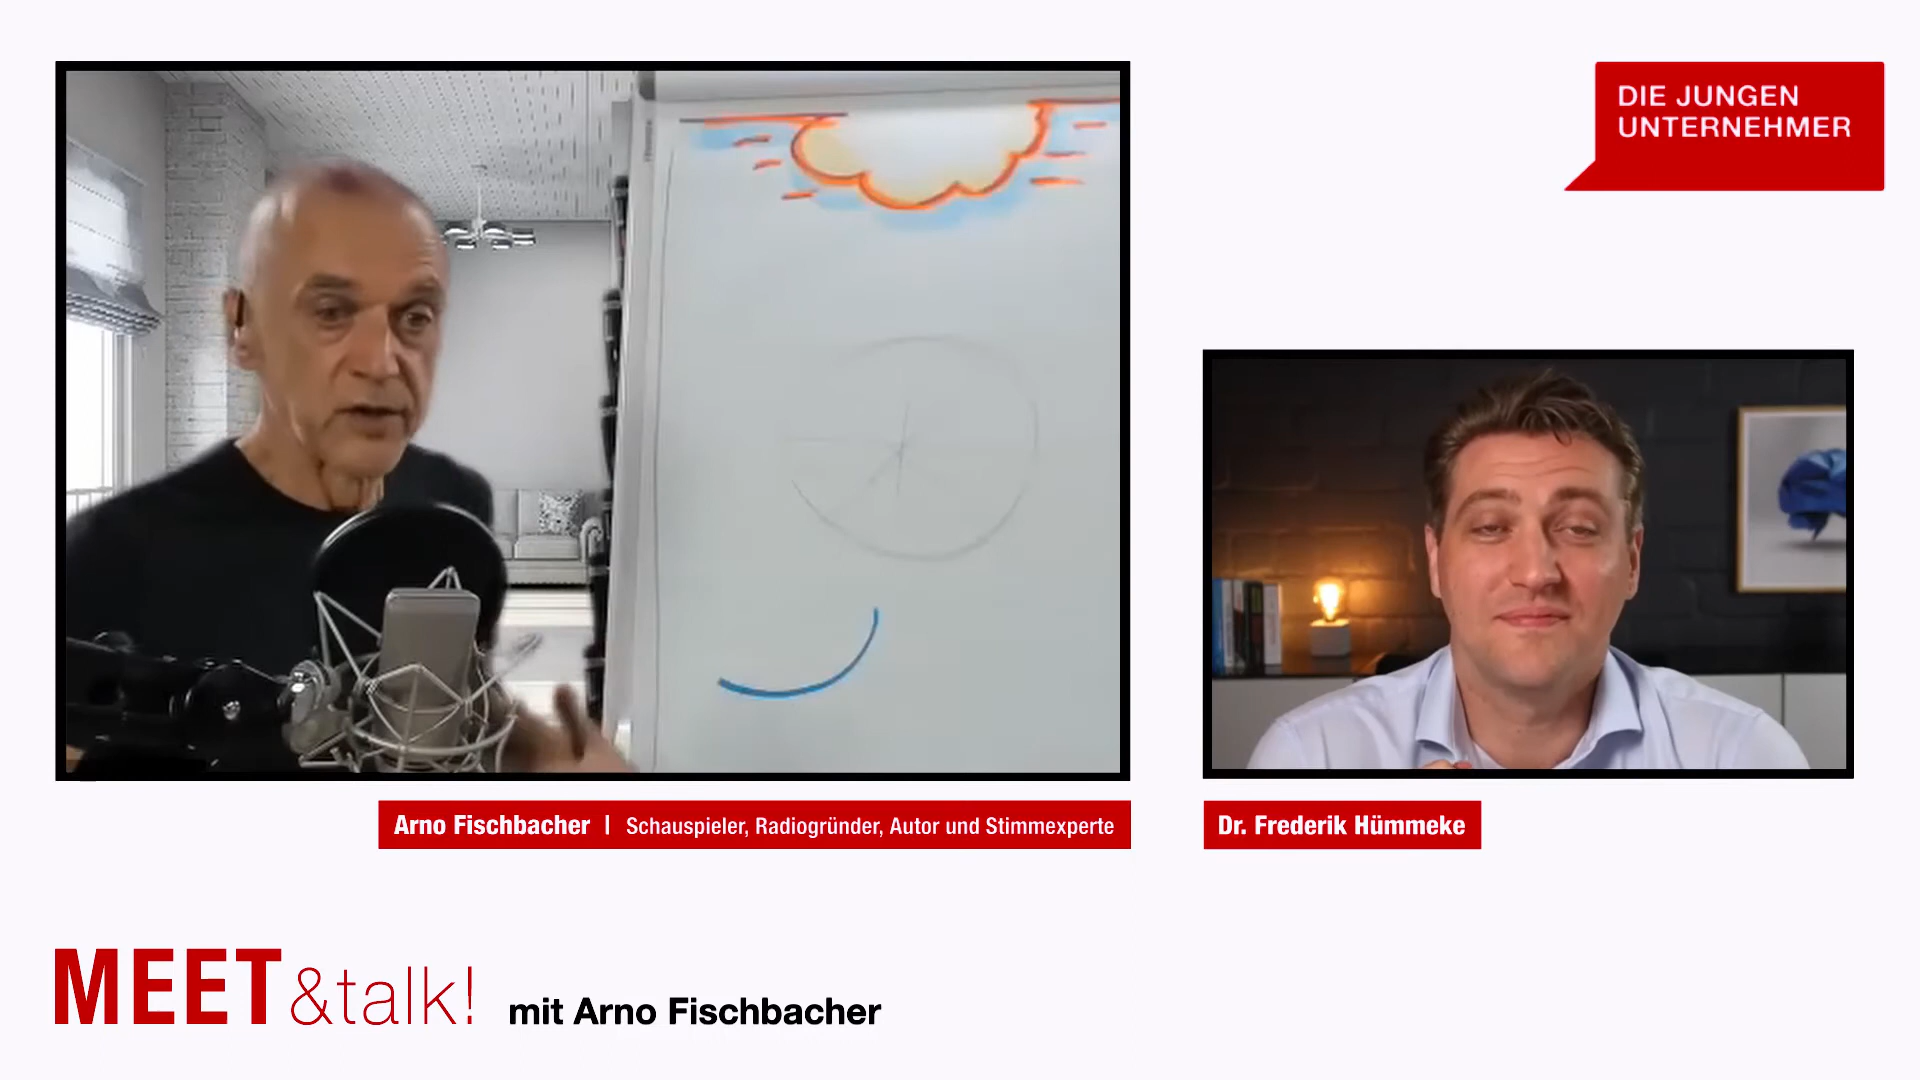 DIE JUNGEN
UNTERNEHMER
Arno Fischbacher | Schauspieler, Radiogründer, Autor und Stimmexperte
Dr. Frederik Hümmeke
MEET &talk! mit Arno Fischbacher